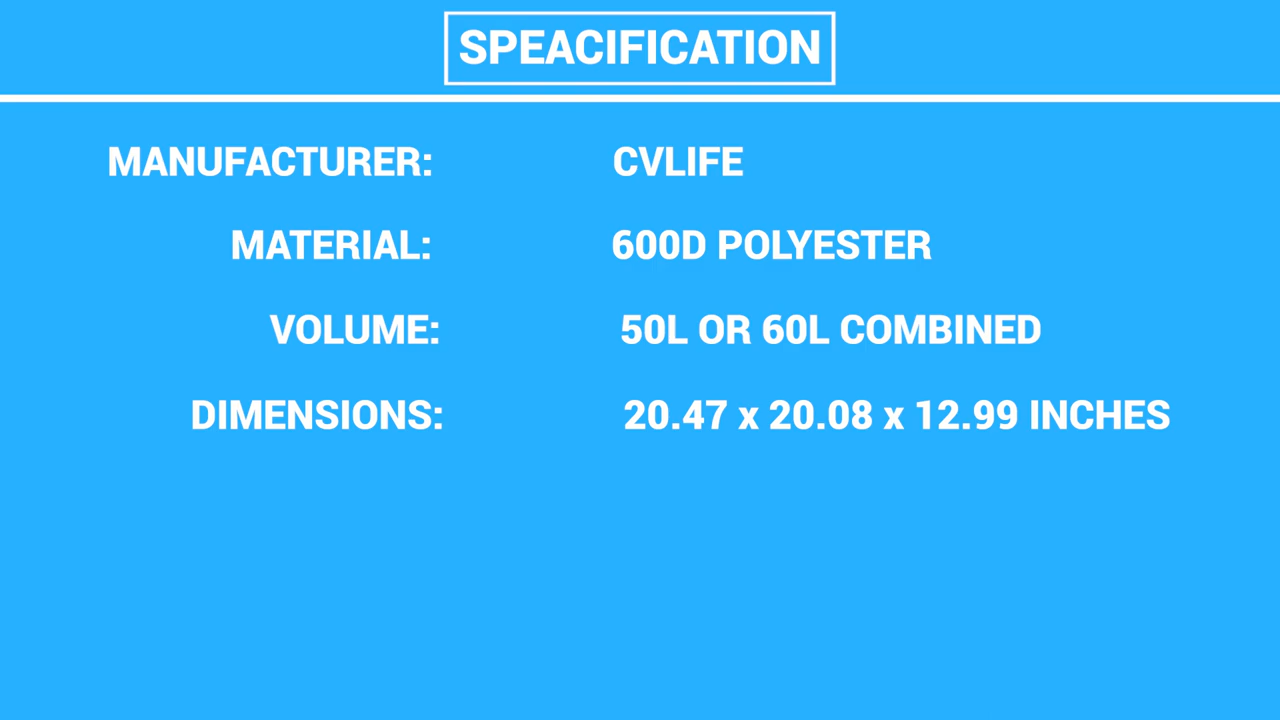 SPEACIFICATION
MANUFACTURER: CVLIFE
MATERIAL: 600D POLYESTER
VOLUME: 50L OR 60L COMBINED
DIMENSIONS: 20.47 x 20.08 x 12.99 INCHES